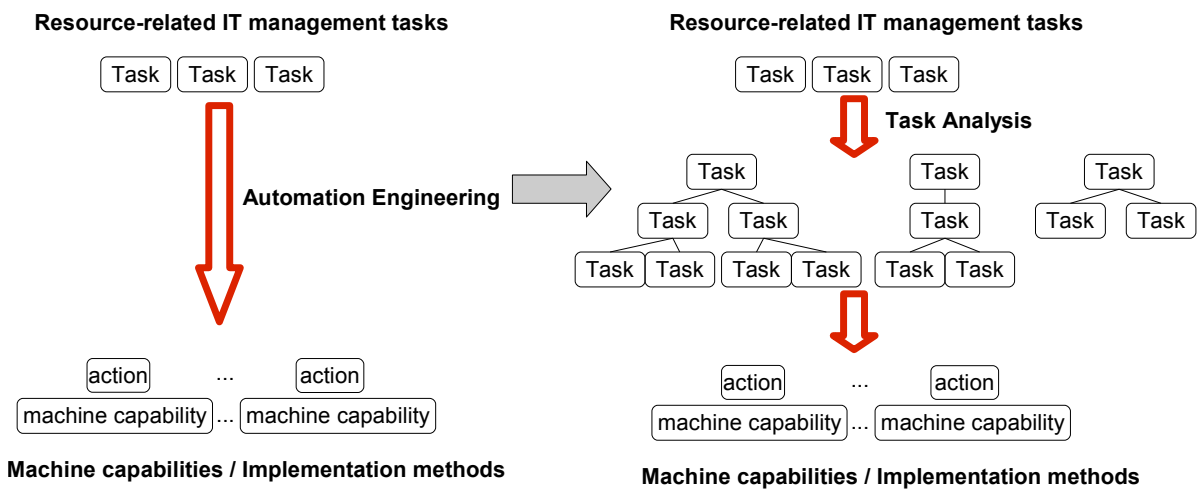 Resource-related IT management tasks
Task Task Task
Automation Engineering
action ... action
machine capability ... machine capability
Machine capabilities / Implementation methods
Resource-related IT management tasks
Task Task Task
Task Analysis
Task Task Task
Task Task Task Task Task
Task Task Task Task Task Task
action ... action
machine capability ... machine capability
Machine capabilities / Implementation methods